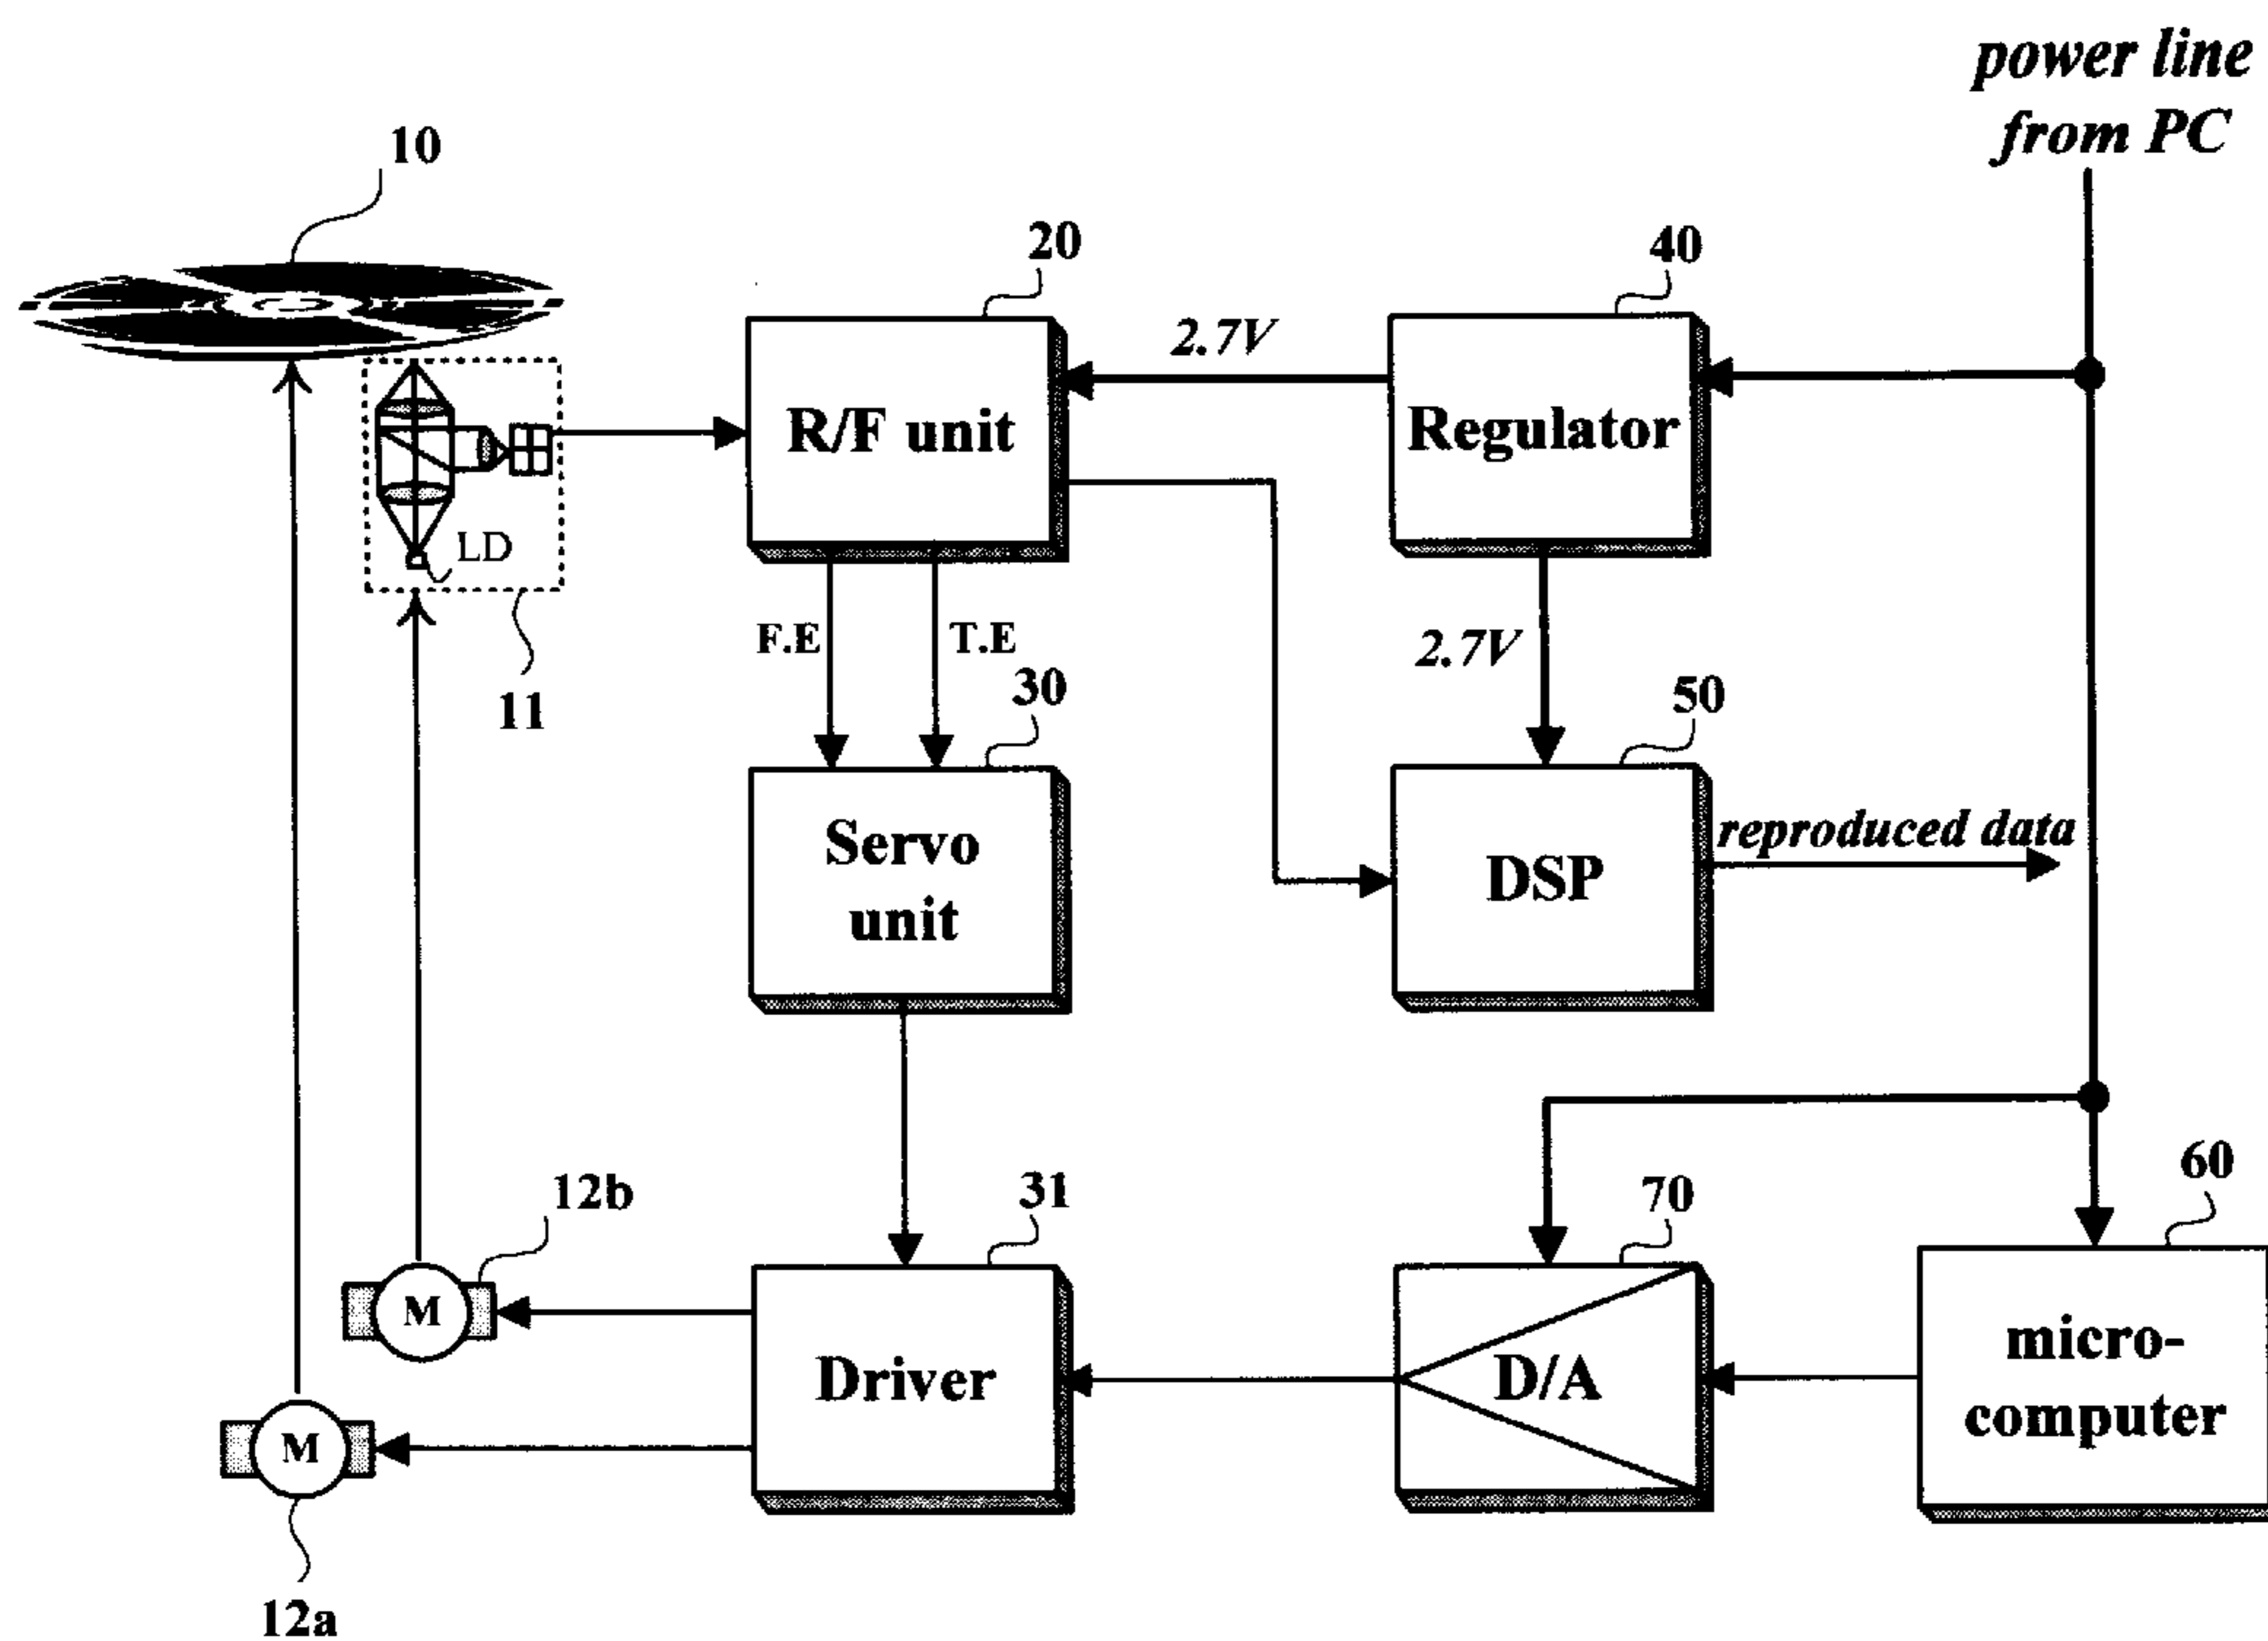 power line
from PC
10
20
40
2.7V
R/F unit
Regulator
LD
11
F.E
T.E
2.7V
30
50
Servo
unit
DSP
reproduced data
12b
31
70
60
M
Driver
D/A
micro-
computer
M
12a